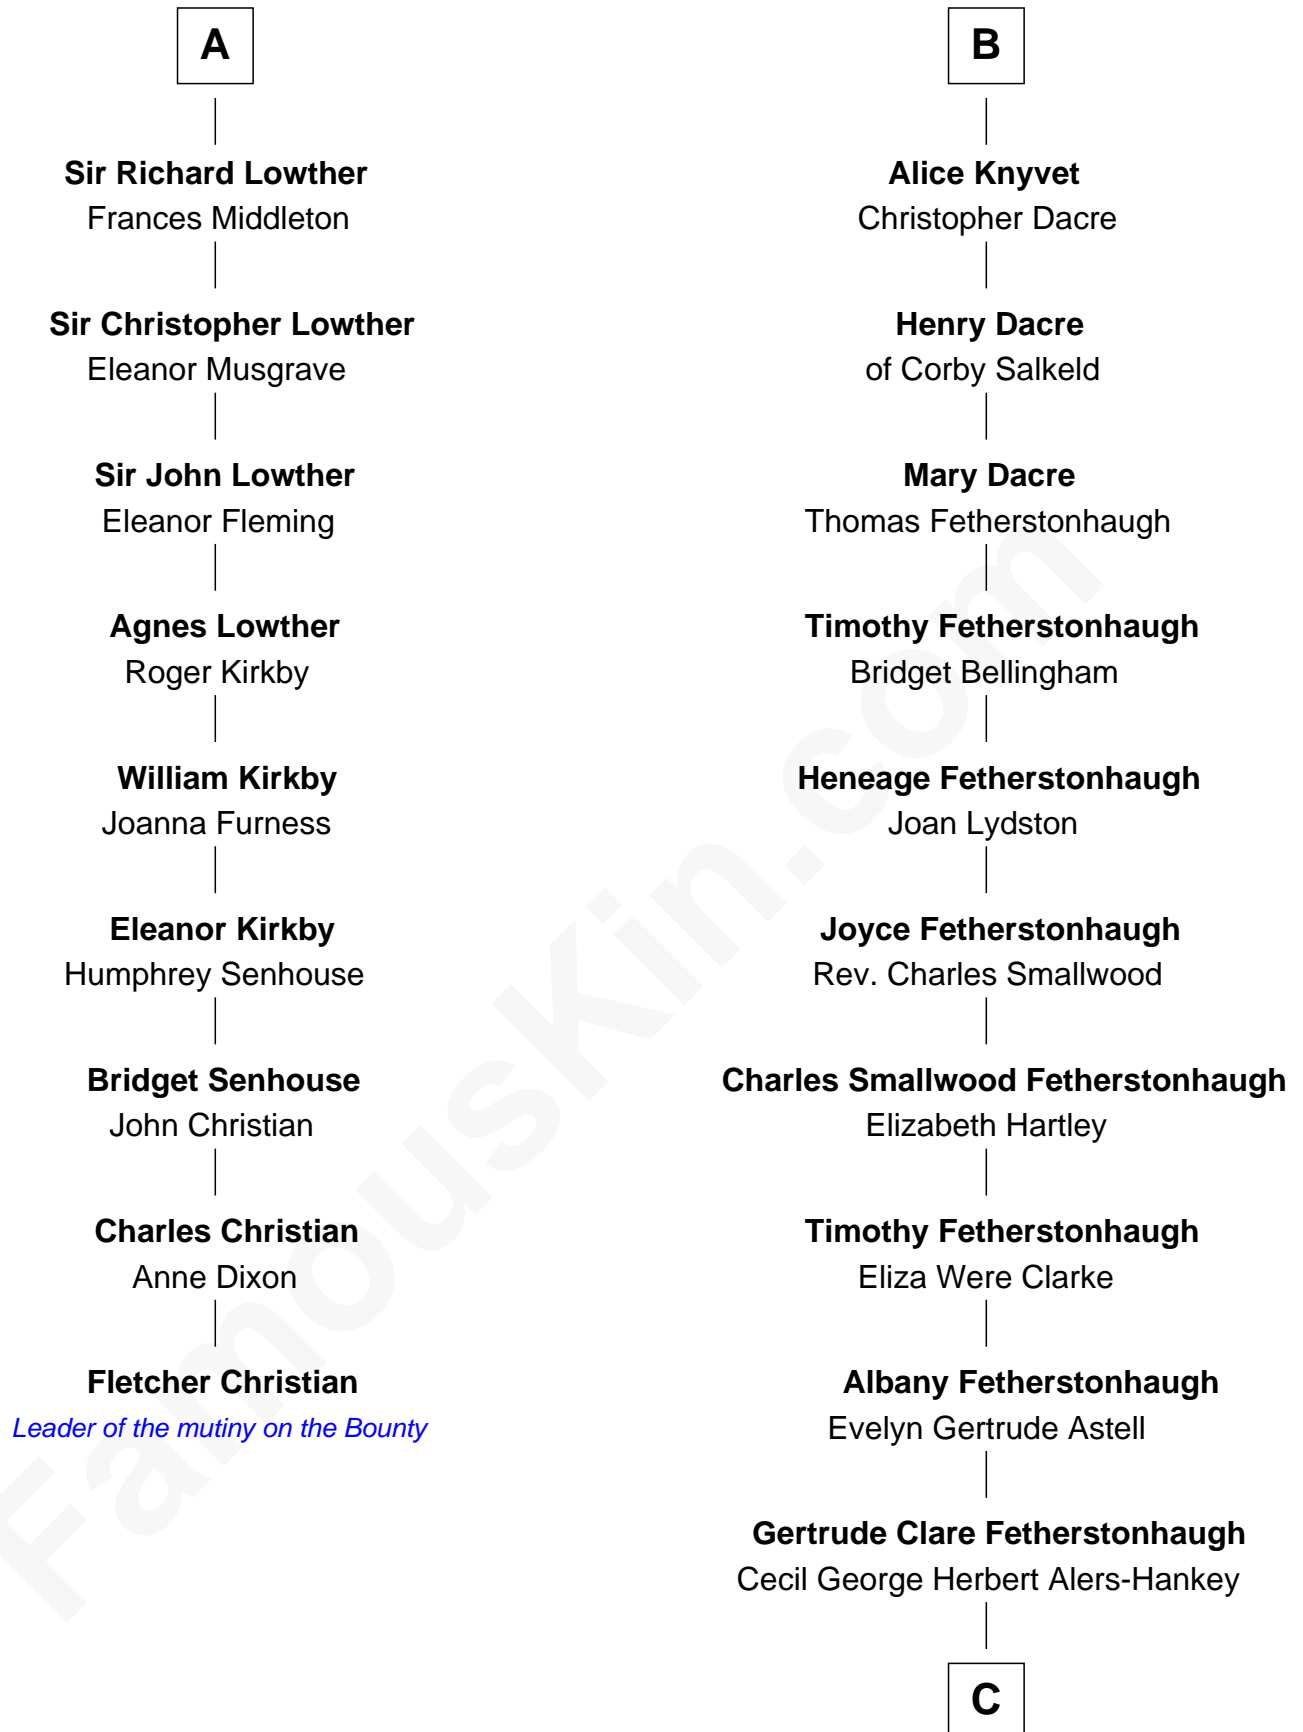 A
Sir Richard Lowther
Frances Middleton
Sir Christopher Lowther
Eleanor Musgrave
Sir John Lowther
Eleanor Fleming
Agnes Lowther
Roger Kirkby
William Kirkby
Joanna Furness
Eleanor Kirkby
Humphrey Senhouse
Bridget Senhouse
John Christian
Charles Christian
Anne Dixon
Fletcher Christian
Leader of the mutiny on the Bounty
B
Alice Knyvet
Christopher Dacre
Henry Dacre
of Corby Salkeld
Mary Dacre
Thomas Fetherstonhaugh
Timothy Fetherstonhaugh
Bridget Bellingham
Heneage Fetherstonhaugh
Joan Lydston
Joyce Fetherstonhaugh
Rev. Charles Smallwood
Charles Smallwood Fetherstonhaugh
Elizabeth Hartley
Timothy Fetherstonhaugh
Eliza Were Clarke
Albany Fetherstonhaugh
Evelyn Gertrude Astell
Gertrude Clare Fetherstonhaugh
Cecil George Herbert Alers-Hankey
C
FamousKin.com